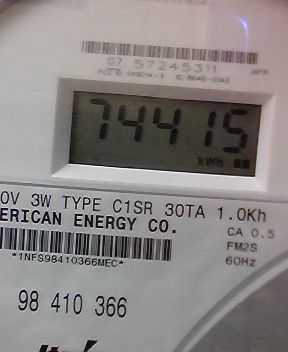 07 57245311
74415
kWh
0V 3W TYPE C1SR 30TA 1.0Kh
ERICAN ENERGY CO.
CA 0.5
FM2S
60Hz
*1NFS98410366MEC*
98 410 366